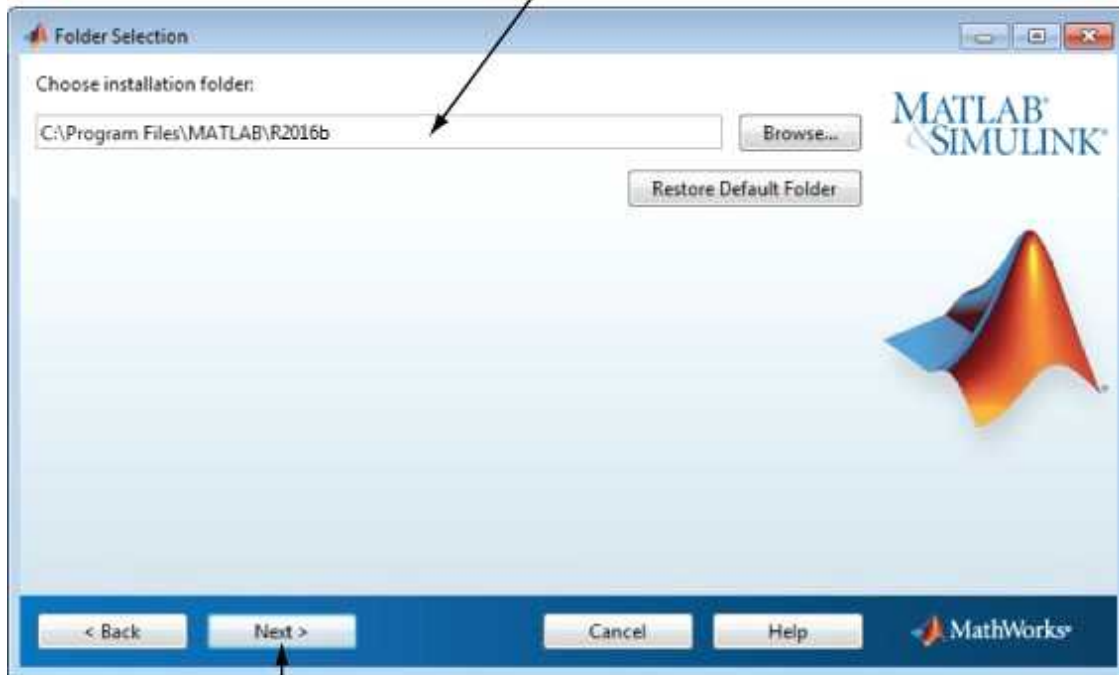 Folder Selection
Choose installation folder:
C:\Program Files\MATLAB\R2016b
Browse...
Restore Default Folder
MATLAB®
SIMULINK®
< Back
Next >
Cancel
Help
MathWorks®